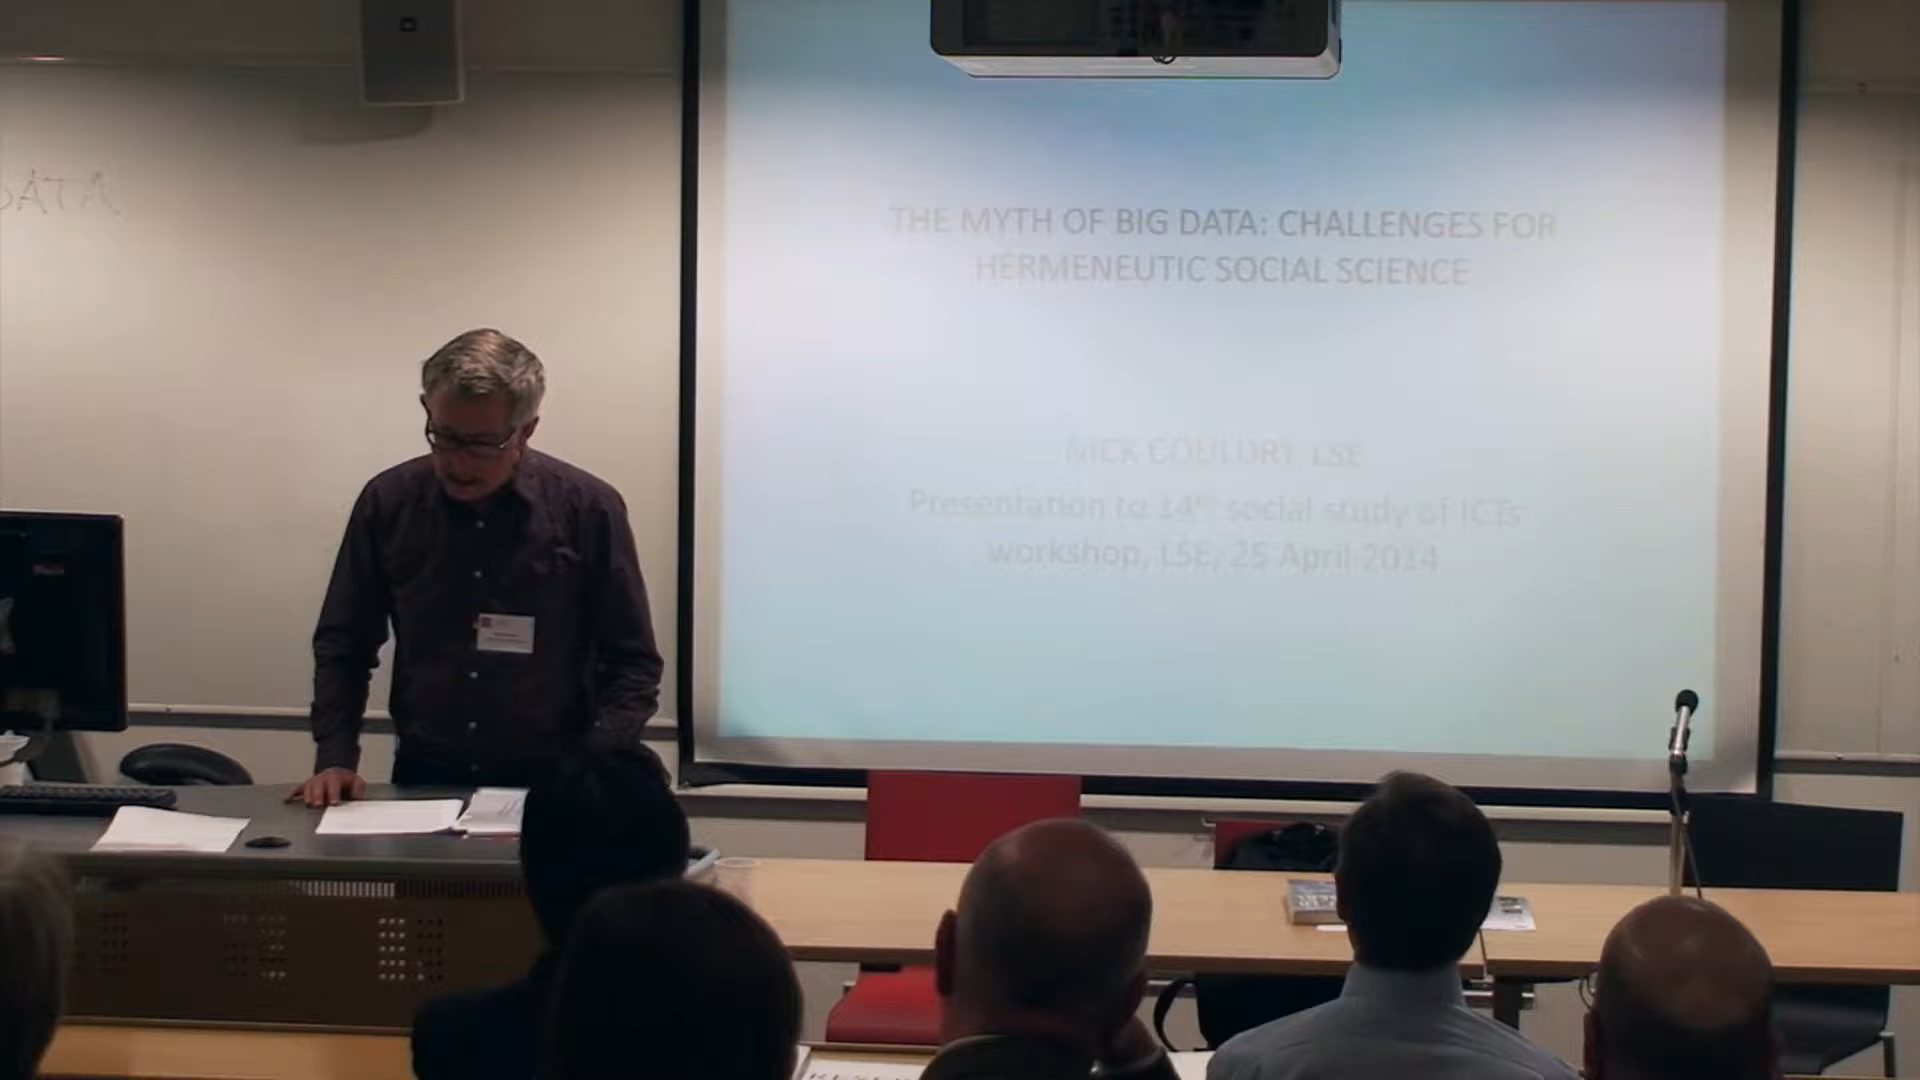 DATA
THE MYTH OF BIG DATA: CHALLENGES FOR
HERMENEUTIC SOCIAL SCIENCE
NICK COULDRY LSE
Presentation to 14th social study of ICTs
workshop, LSE, 25 April 2014